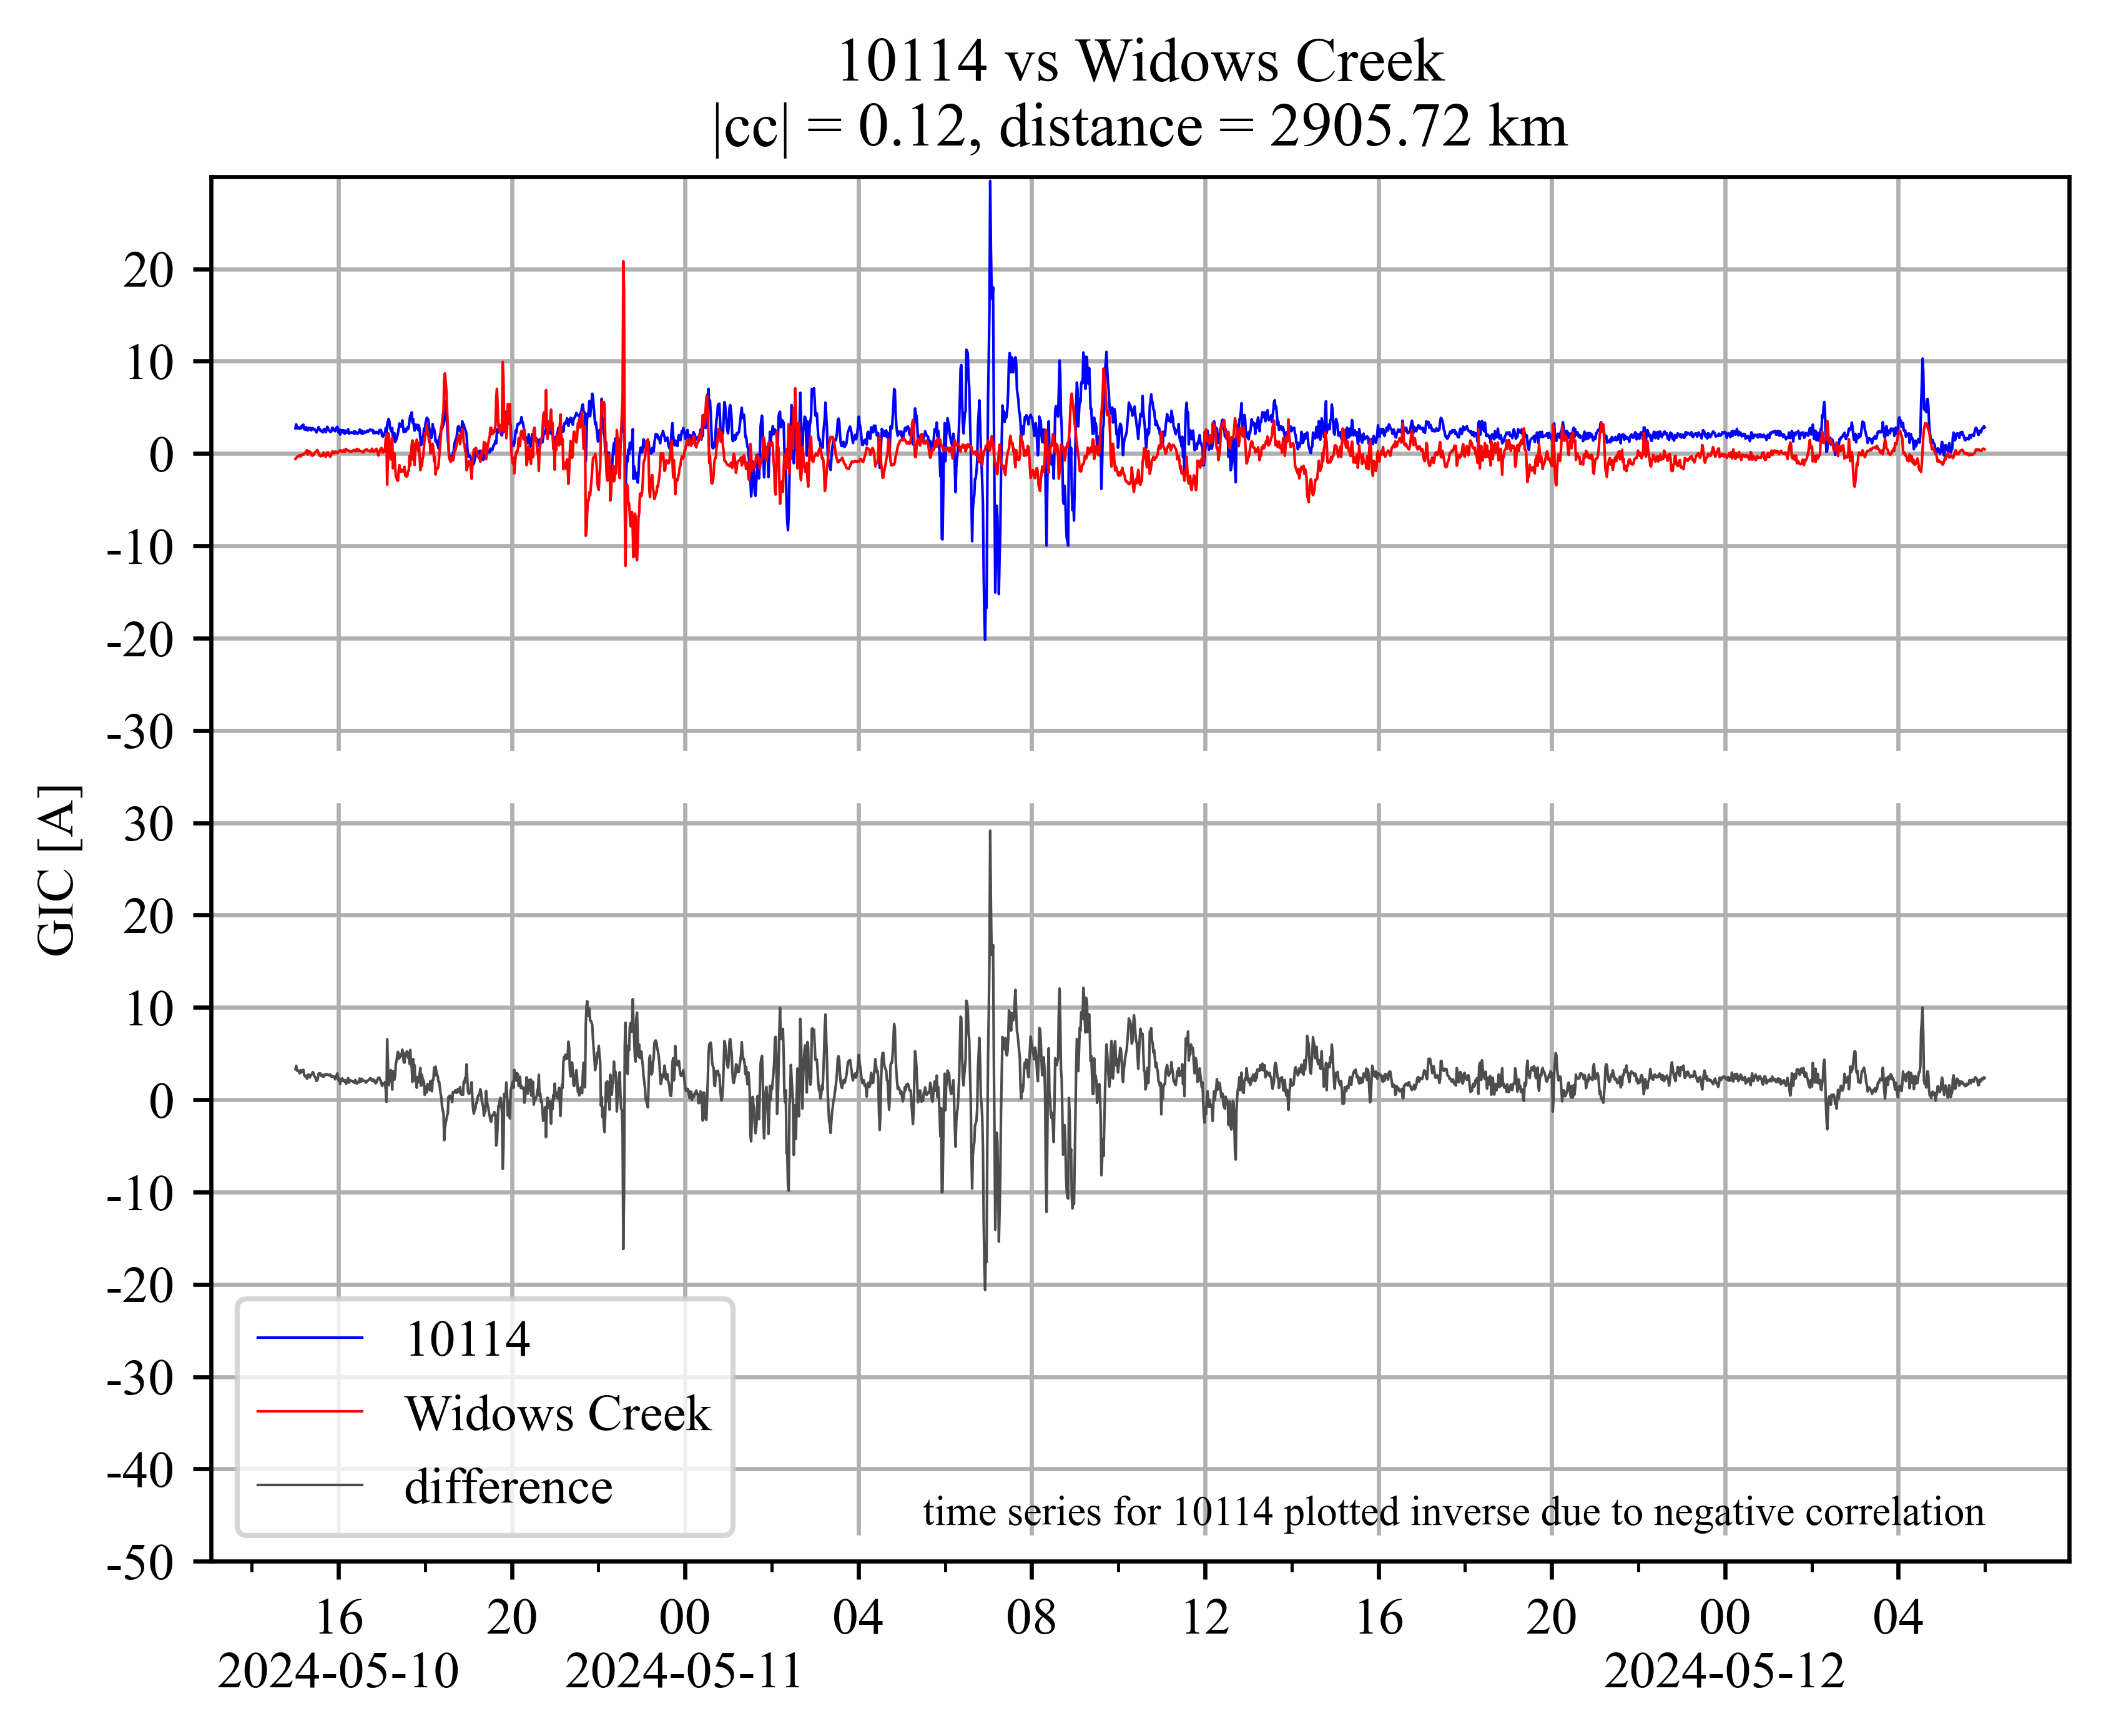 10114 vs Widows Creek
|cc| = 0.12, distance = 2905.72 km
GIC [A]
20
10
0
-10
-20
-30
30
20
10
0
-10
-20
-30
-40
-50
10114
Widows Creek
difference
time series for 10114 plotted inverse due to negative correlation
16 20 00 04 08 12 16 20 00 04
2024-05-10 2024-05-11 2024-05-12